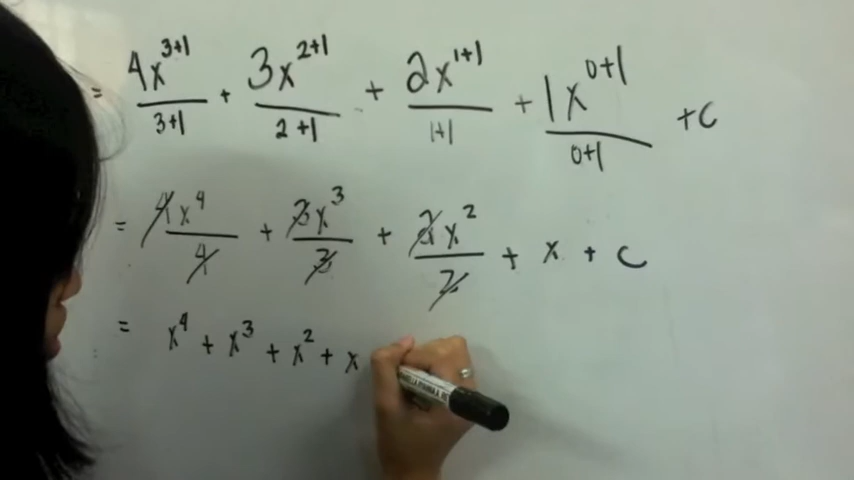 = 4x^{3+1}/3+1 + 3x^{2+1}/2+1 + 2x^{1+1}/1+1 + 1x^{0+1}/0+1 + C
= 4x^4/4 + 3x^3/3 + 2x^2/2 + x + C
= x^4 + x^3 + x^2 + x